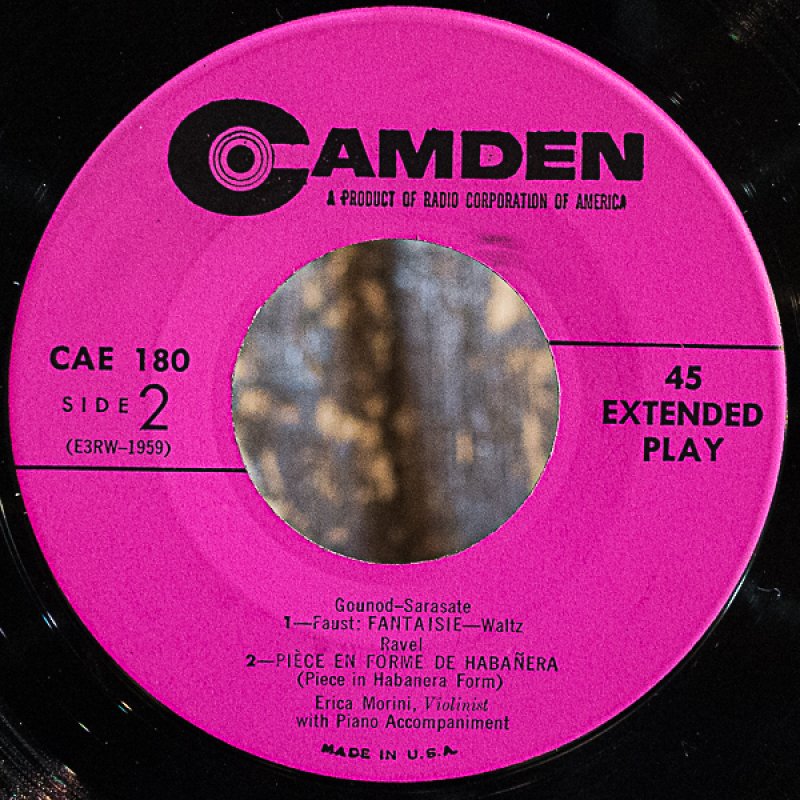 CAMDEN
A PRODUCT OF RADIO CORPORATION OF AMERICA
CAE 180
SIDE 2
(E3RW–1959)
45
EXTENDED
PLAY
Gounod–Sarasate
1—Faust: FANTAISIE—Waltz
Ravel
2—PIÈCE EN FORME DE HABAÑERA
(Piece in Habanera Form)
Erica Morini, Violinist
with Piano Accompaniment
MADE IN U.S.A.